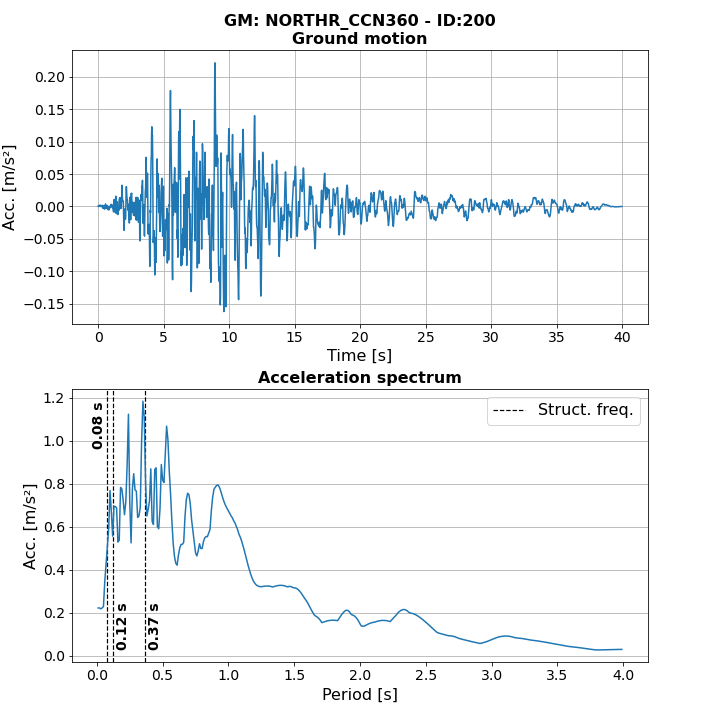 GM: NORTHR_CCN360 - ID:200
Ground motion
Acc. [m/s²]
0.20
0.15
0.10
0.05
0.00
−0.05
−0.10
−0.15
0 5 10 15 20 25 30 35 40
Time [s]
Acceleration spectrum
Acc. [m/s²]
1.2
1.0
0.8
0.6
0.4
0.2
0.0
0.08 s
0.12 s
0.37 s
Struct. freq.
0.0 0.5 1.0 1.5 2.0 2.5 3.0 3.5 4.0
Period [s]